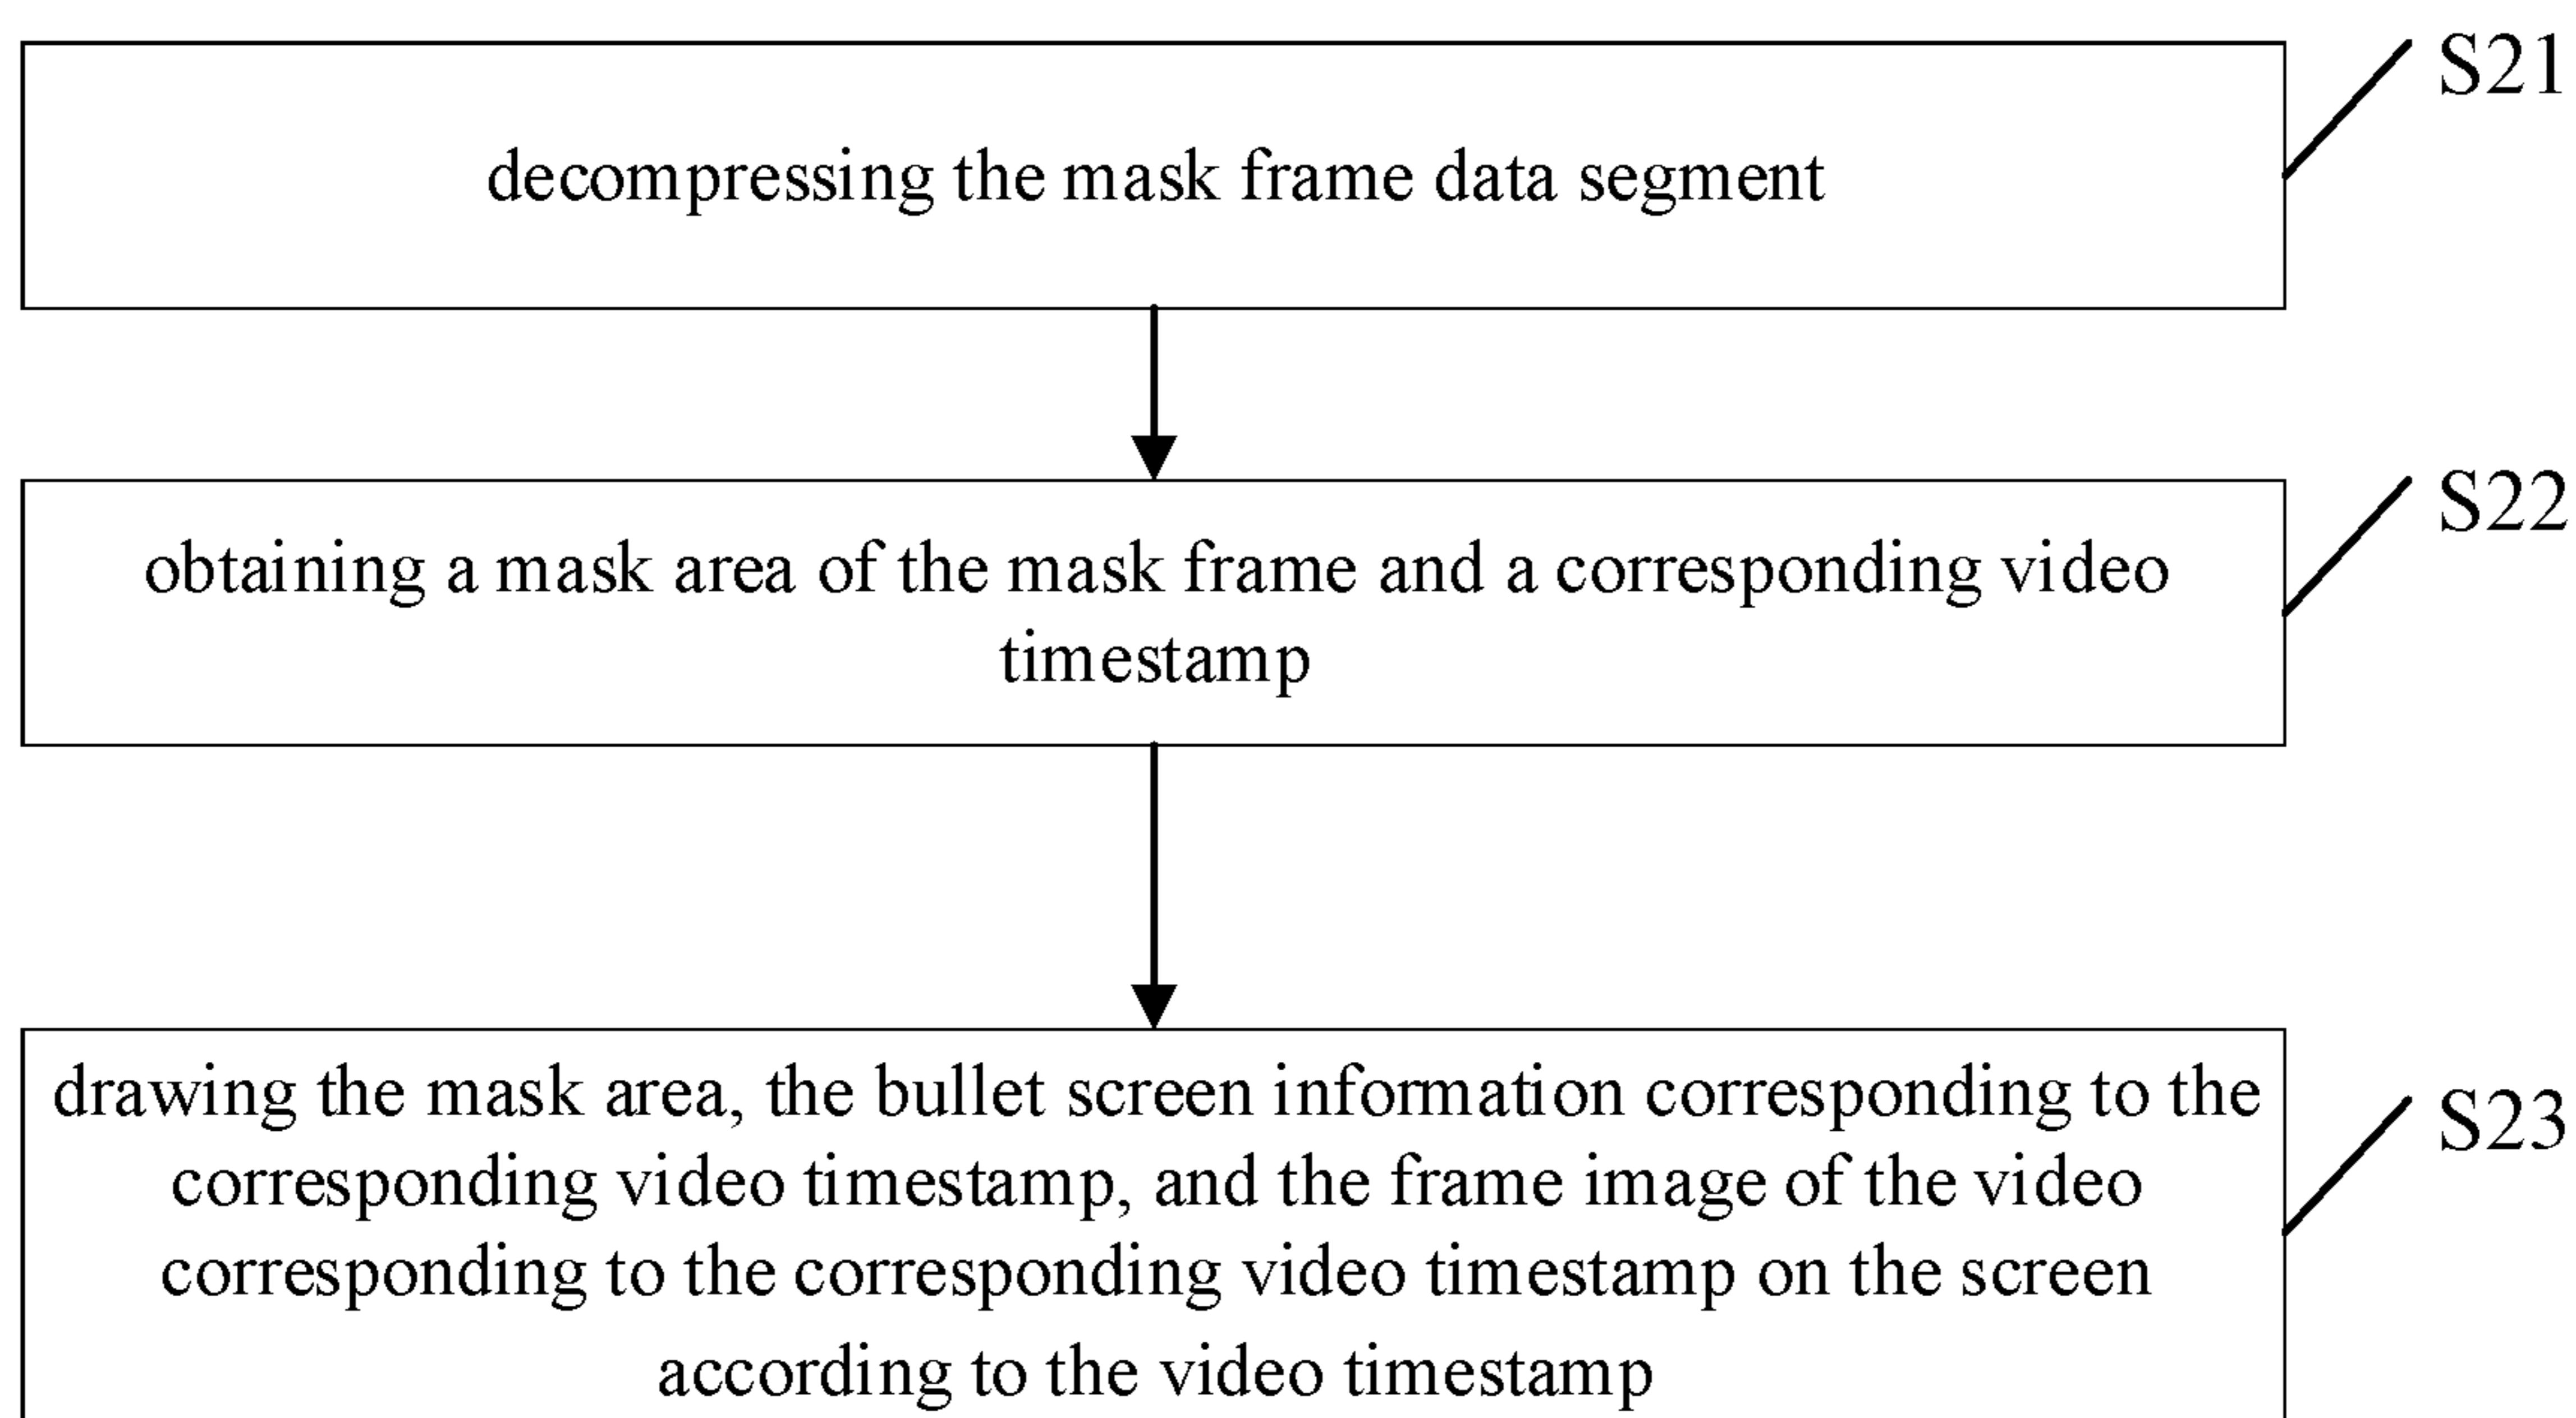 S21
decompressing the mask frame data segment
S22
obtaining a mask area of the mask frame and a corresponding video
timestamp
drawing the mask area, the bullet screen information corresponding to the
S23
corresponding video timestamp, and the frame image of the video
corresponding to the corresponding video timestamp on the screen
according to the video timestamp